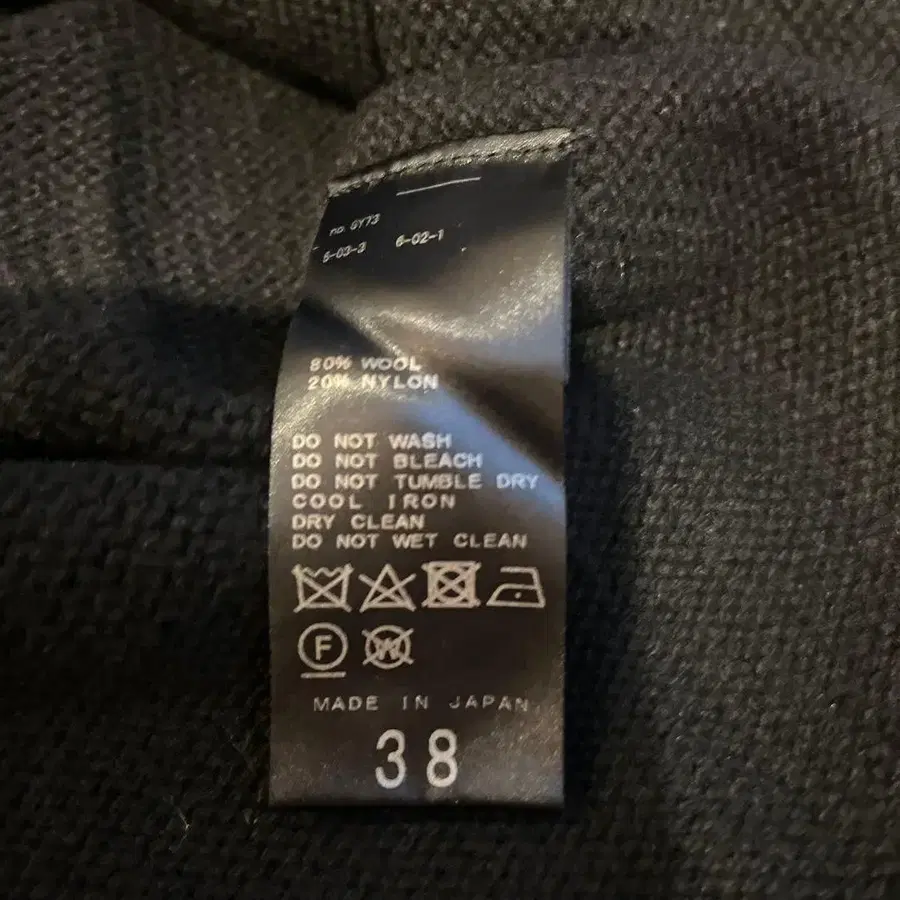 no. GY73
6-03-3 6-02-1
80% WOOL
20% NYLON
DO NOT WASH
DO NOT BLEACH
DO NOT TUMBLE DRY
COOL IRON
DRY CLEAN
DO NOT WET CLEAN
F W
MADE IN JAPAN
38